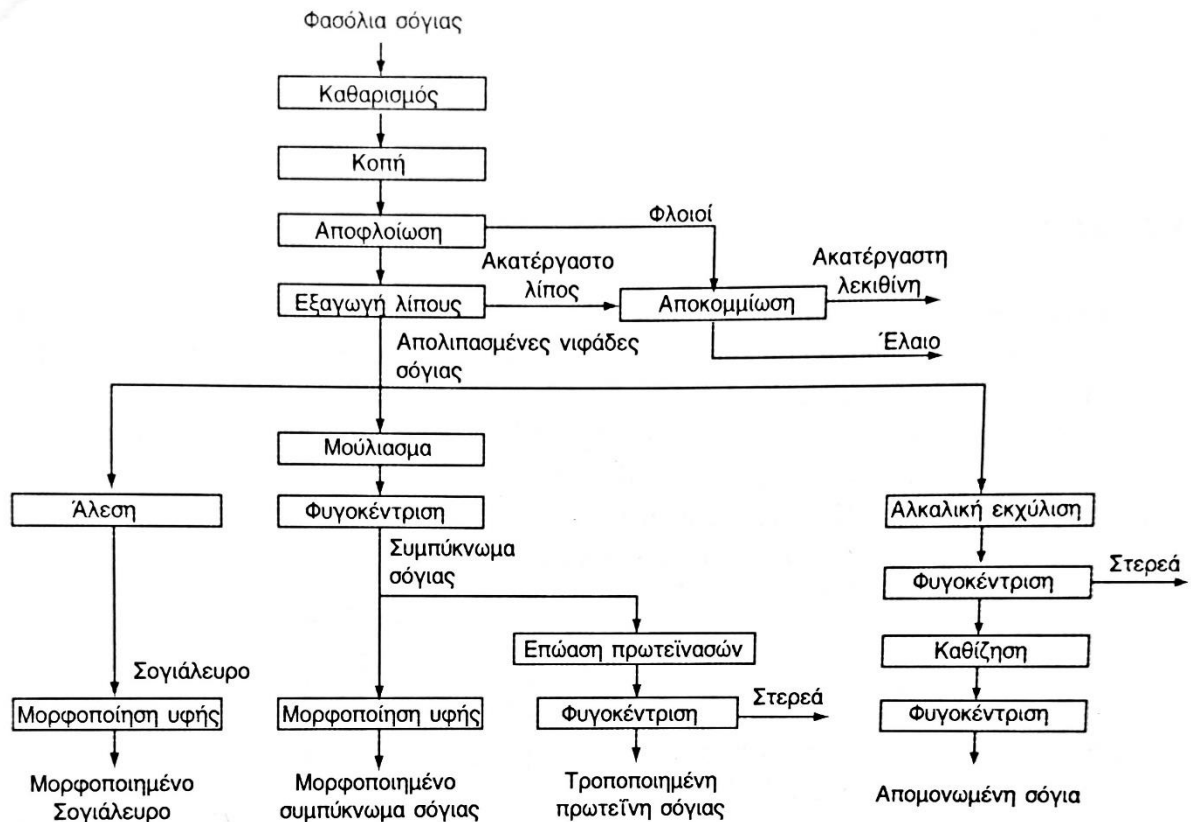 Φασόλια σόγιας
Καθαρισμός
Κοπή
Φλοιοί
Αποφλοίωση
Ακατέργαστο
λίπος
Ακατέργαστη
λεκιθίνη
Εξαγωγή λίπους
Αποκομμίωση
Έλαιο
Απολιπασμένες νιφάδες
σόγιας
Μούλιασμα
Άλεση
Φυγοκέντριση
Αλκαλική εκχύλιση
Συμπύκνωμα
σόγιας
Φυγοκέντριση
Στερεά
Επώαση πρωτεϊνασών
Καθίζηση
Σογιάλευρο
Μορφοποίηση υφής
Μορφοποίηση υφής
Φυγοκέντριση
Στερεά
Φυγοκέντριση
Μορφοποιημένο
Σογιάλευρο
Μορφοποιημένο
συμπύκνωμα σόγιας
Τροποποιημένη
πρωτεΐνη σόγιας
Απομονωμένη σόγια